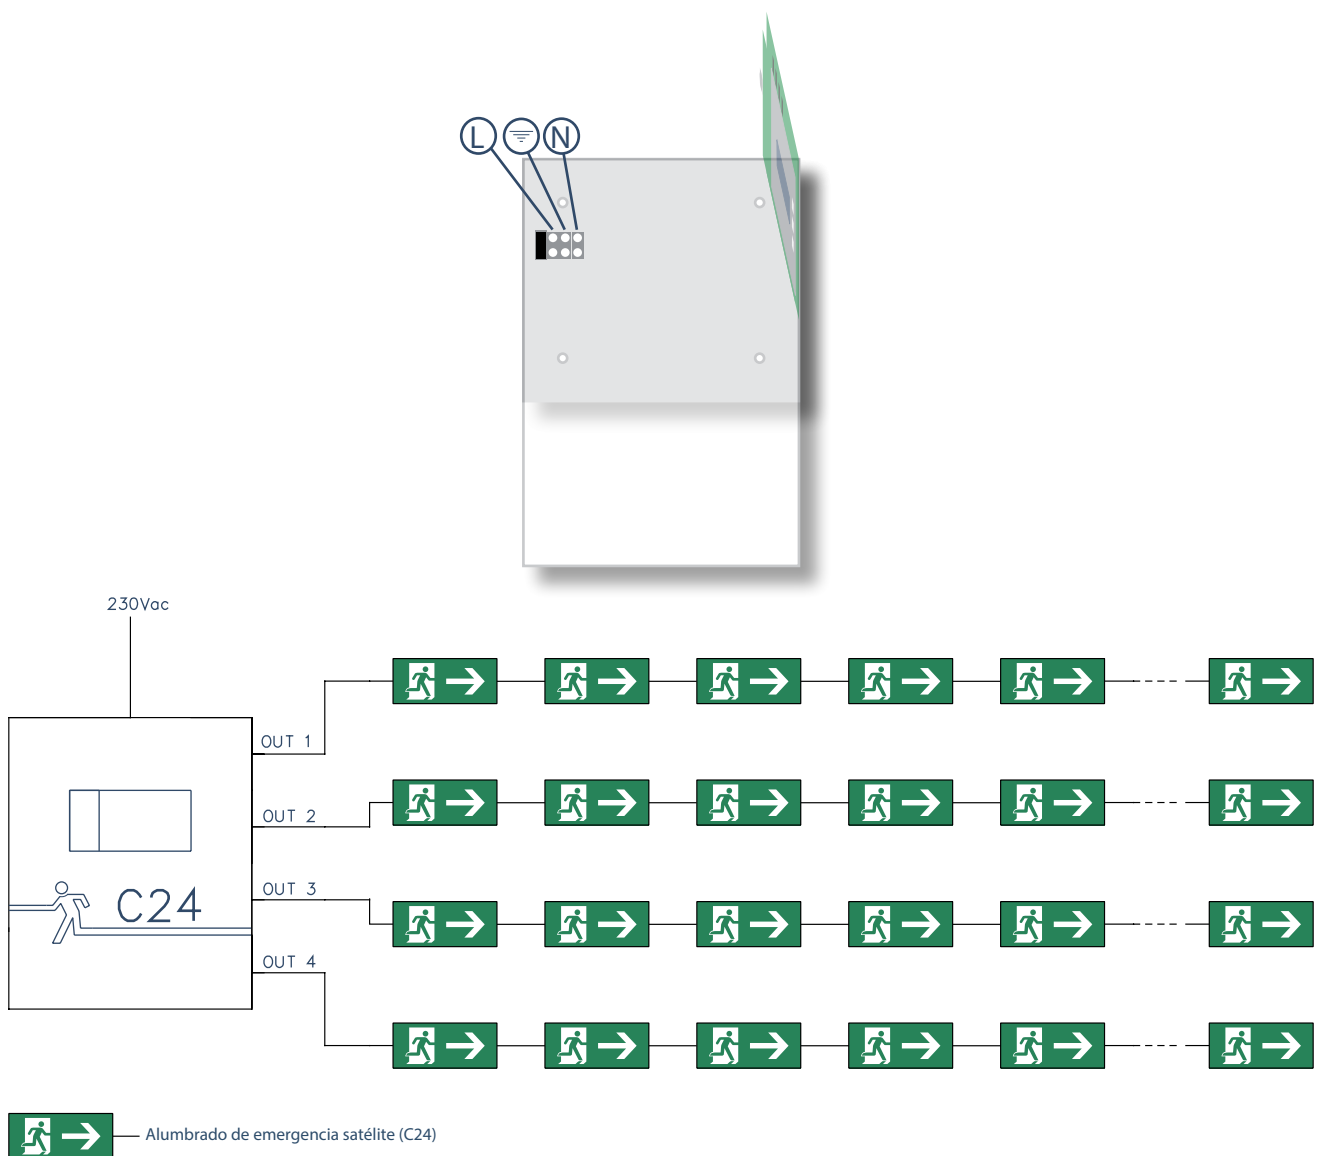 L N
230Vac
OUT 1
OUT 2
OUT 3
C24
OUT 4
Alumbrado de emergencia satélite (C24)